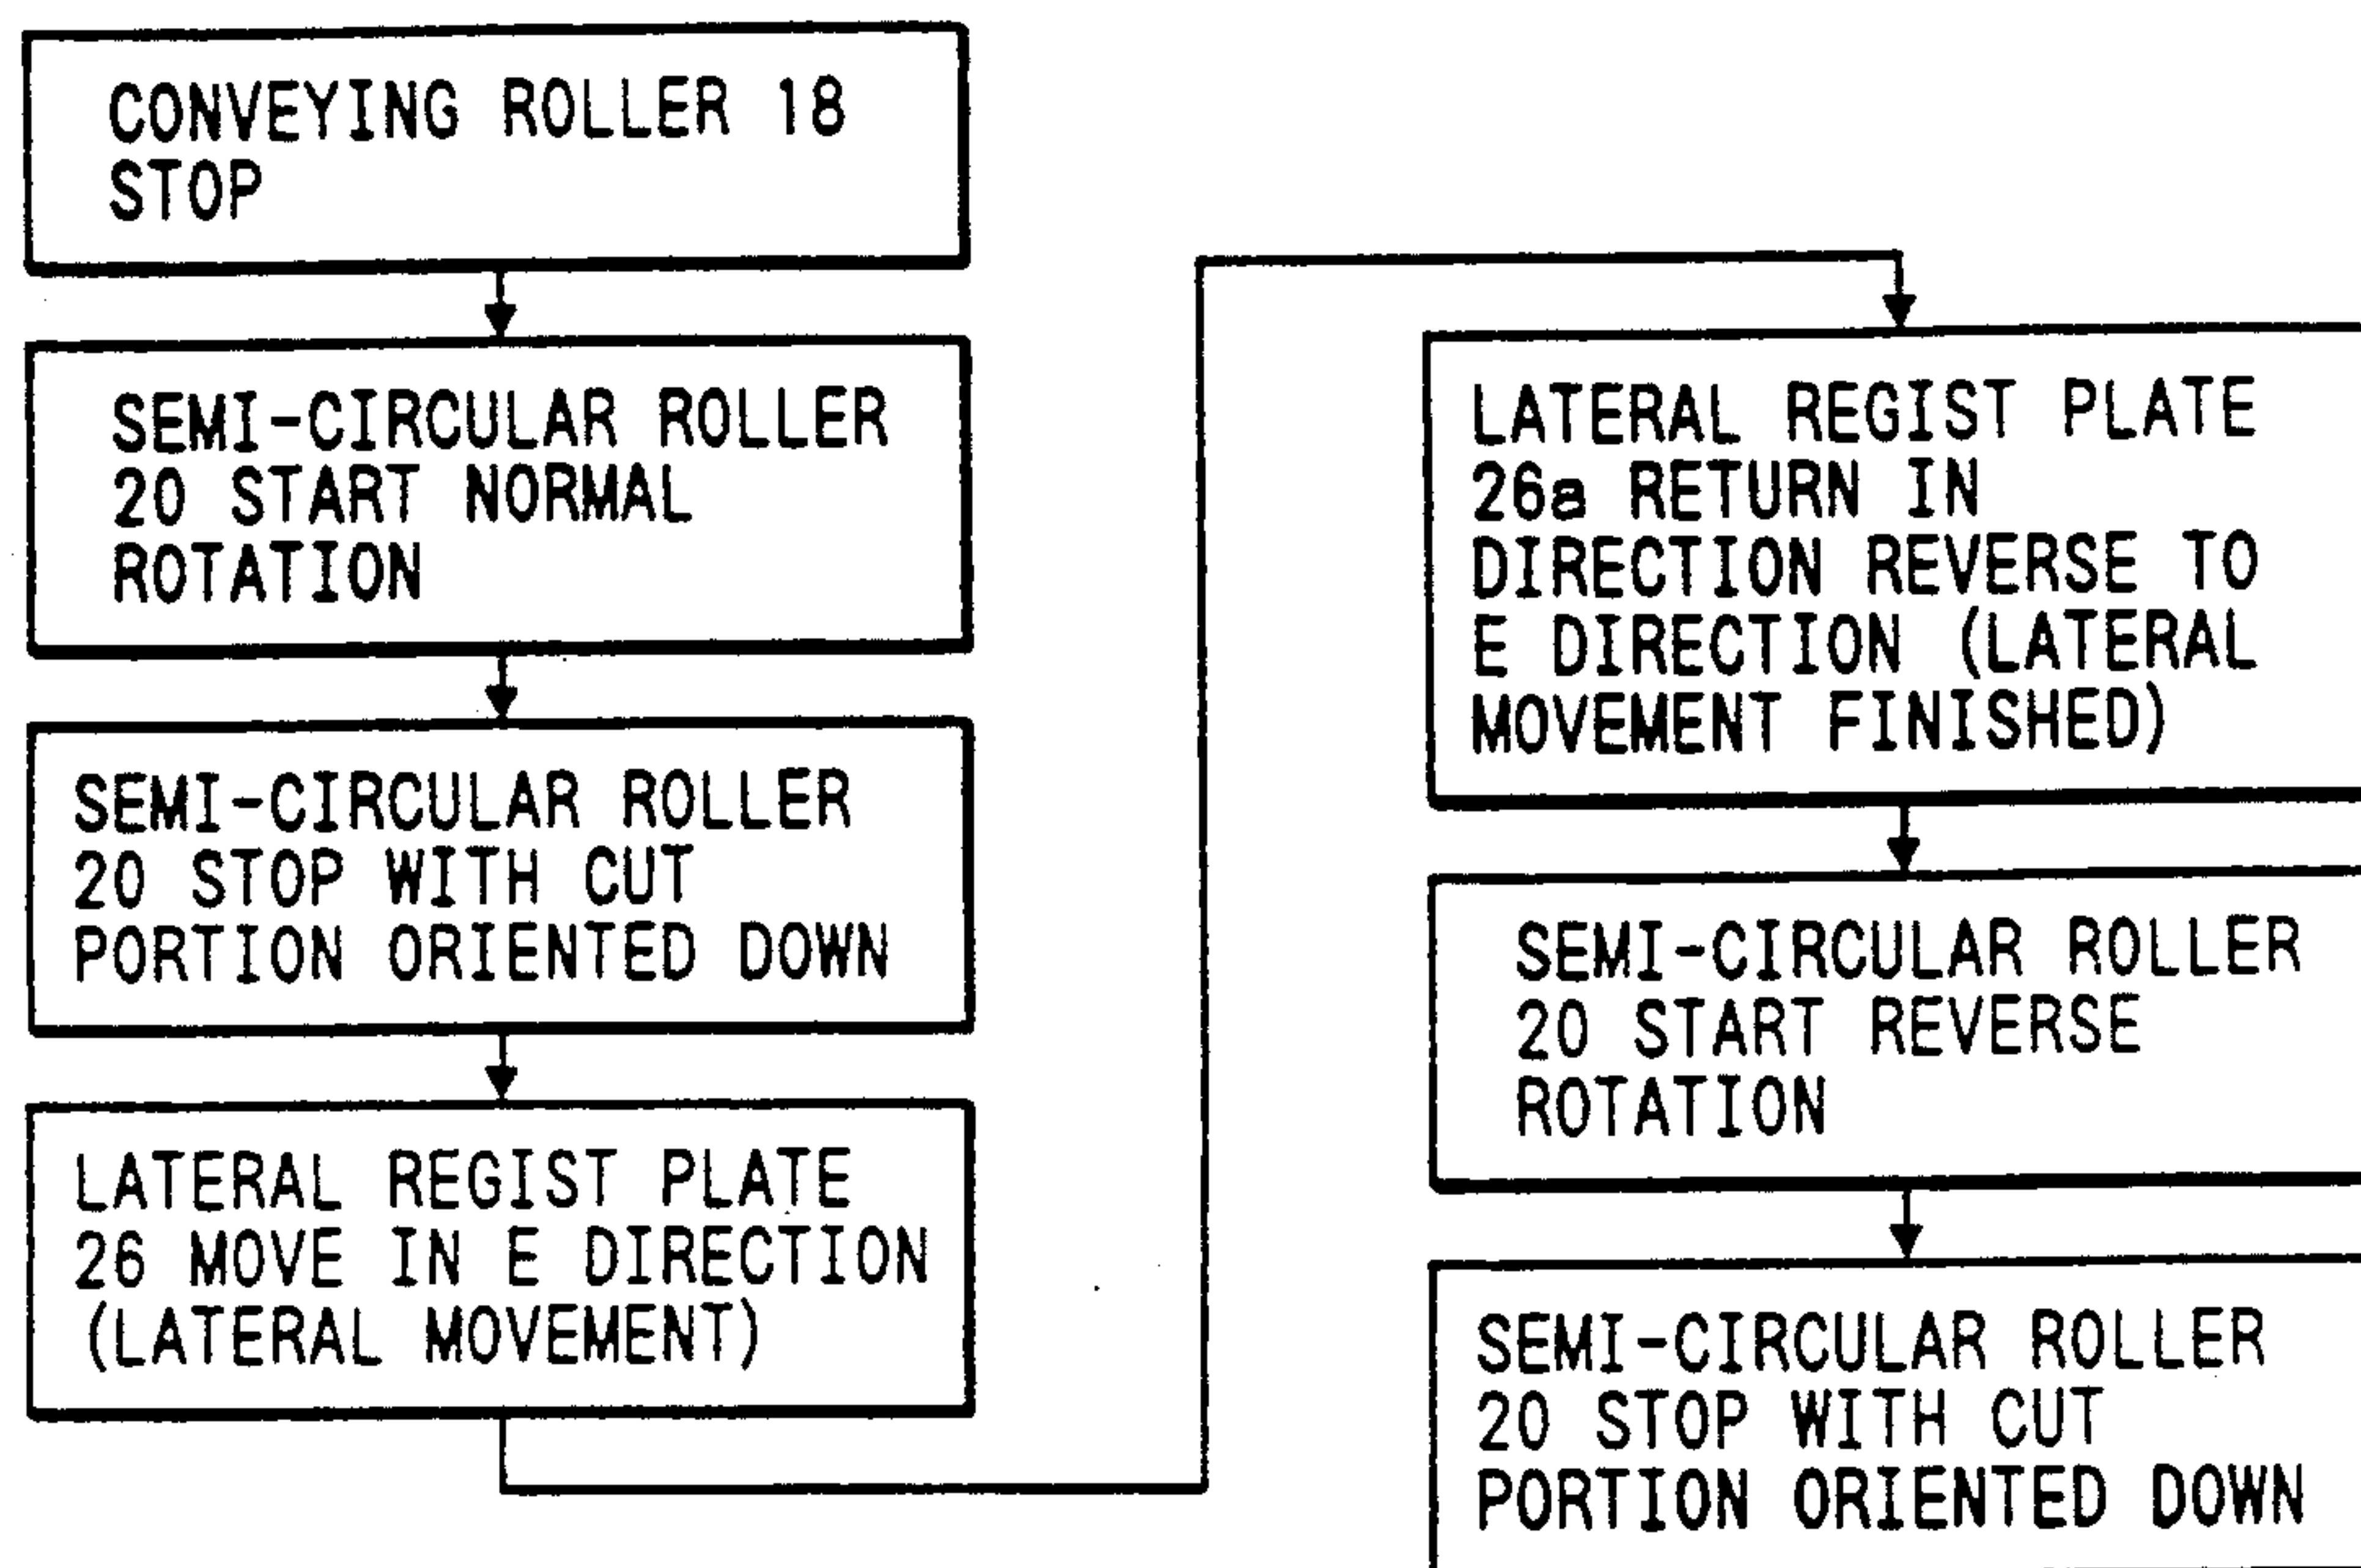 CONVEYING ROLLER 18
STOP
SEMI-CIRCULAR ROLLER
20 START NORMAL
ROTATION
SEMI-CIRCULAR ROLLER
20 STOP WITH CUT
PORTION ORIENTED DOWN
LATERAL REGIST PLATE
26 MOVE IN E DIRECTION
(LATERAL MOVEMENT)
LATERAL REGIST PLATE
26a RETURN IN
DIRECTION REVERSE TO
E DIRECTION (LATERAL
MOVEMENT FINISHED)
SEMI-CIRCULAR ROLLER
20 START REVERSE
ROTATION
SEMI-CIRCULAR ROLLER
20 STOP WITH CUT
PORTION ORIENTED DOWN